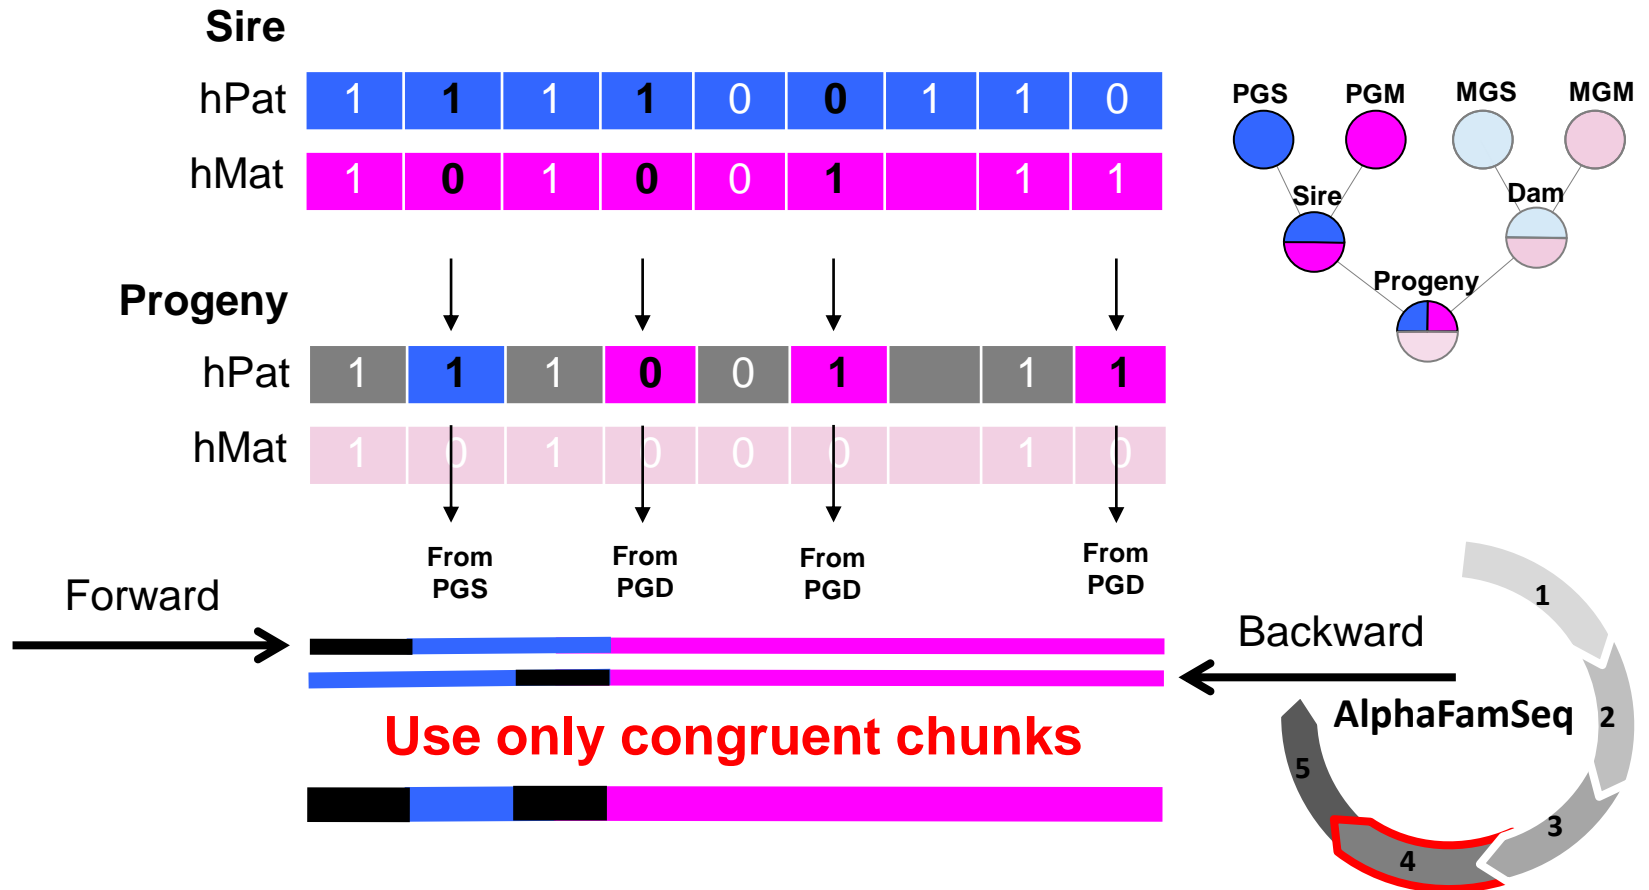 Sire
hPat 1 1 1 1 0 0 1 1 0
hMat 1 0 1 0 0 1 1 1
PGS PGM MGS MGM
Sire Dam
Progeny
Progeny
hPat 1 1 1 0 0 1 1 1
hMat 1 0 1 0 0 0 1 0
From PGS
From PGD
From PGD
From PGD
Forward
Backward
Use only congruent chunks
AlphaFamSeq
1
2
3
4
5